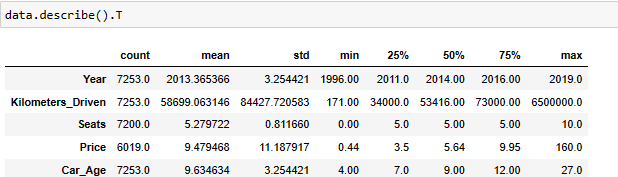 data.describe().T
count mean std min 25% 50% 75% max
Year 7253.0 2013.365366 3.254421 1996.00 2011.0 2014.00 2016.00 2019.0
Kilometers_Driven 7253.0 58699.063146 84427.720583 171.00 34000.0 53416.00 73000.00 6500000.0
Seats 7200.0 5.279722 0.811660 0.00 5.0 5.00 5.00 10.0
Price 6019.0 9.479468 11.187917 0.44 3.5 5.64 9.95 160.0
Car_Age 7253.0 9.634634 3.254421 4.00 7.0 9.00 12.00 27.0